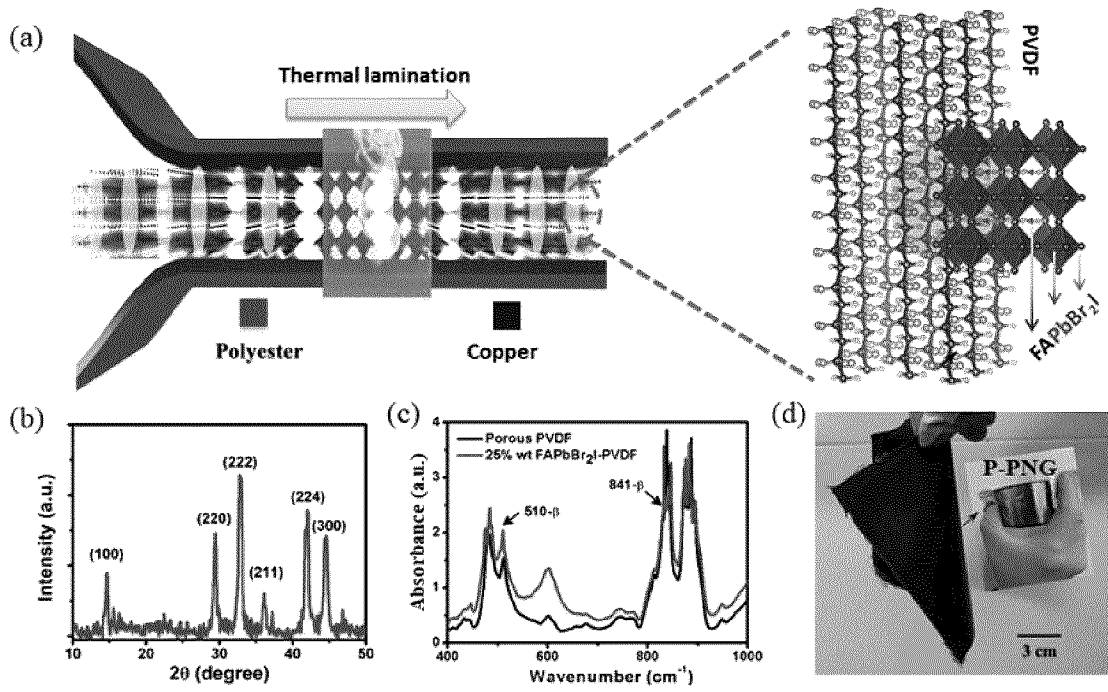 (a)
Thermal lamination
PVDF
FAPbBr₂I
Polyester
Copper
(b)
Intensity (a.u.)
(100)
(220)
(222)
(211)
(224)
(300)
10 20 30 40 50
2θ (degree)
(c)
Absorbance (a.u.)
4
3
2
1
0
Porous PVDF
25% wt FAPbBr₂I-PVDF
510-β
841-β
400 600 800 1000
Wavenumber (cm⁻¹)
(d)
P-PNG
3 cm